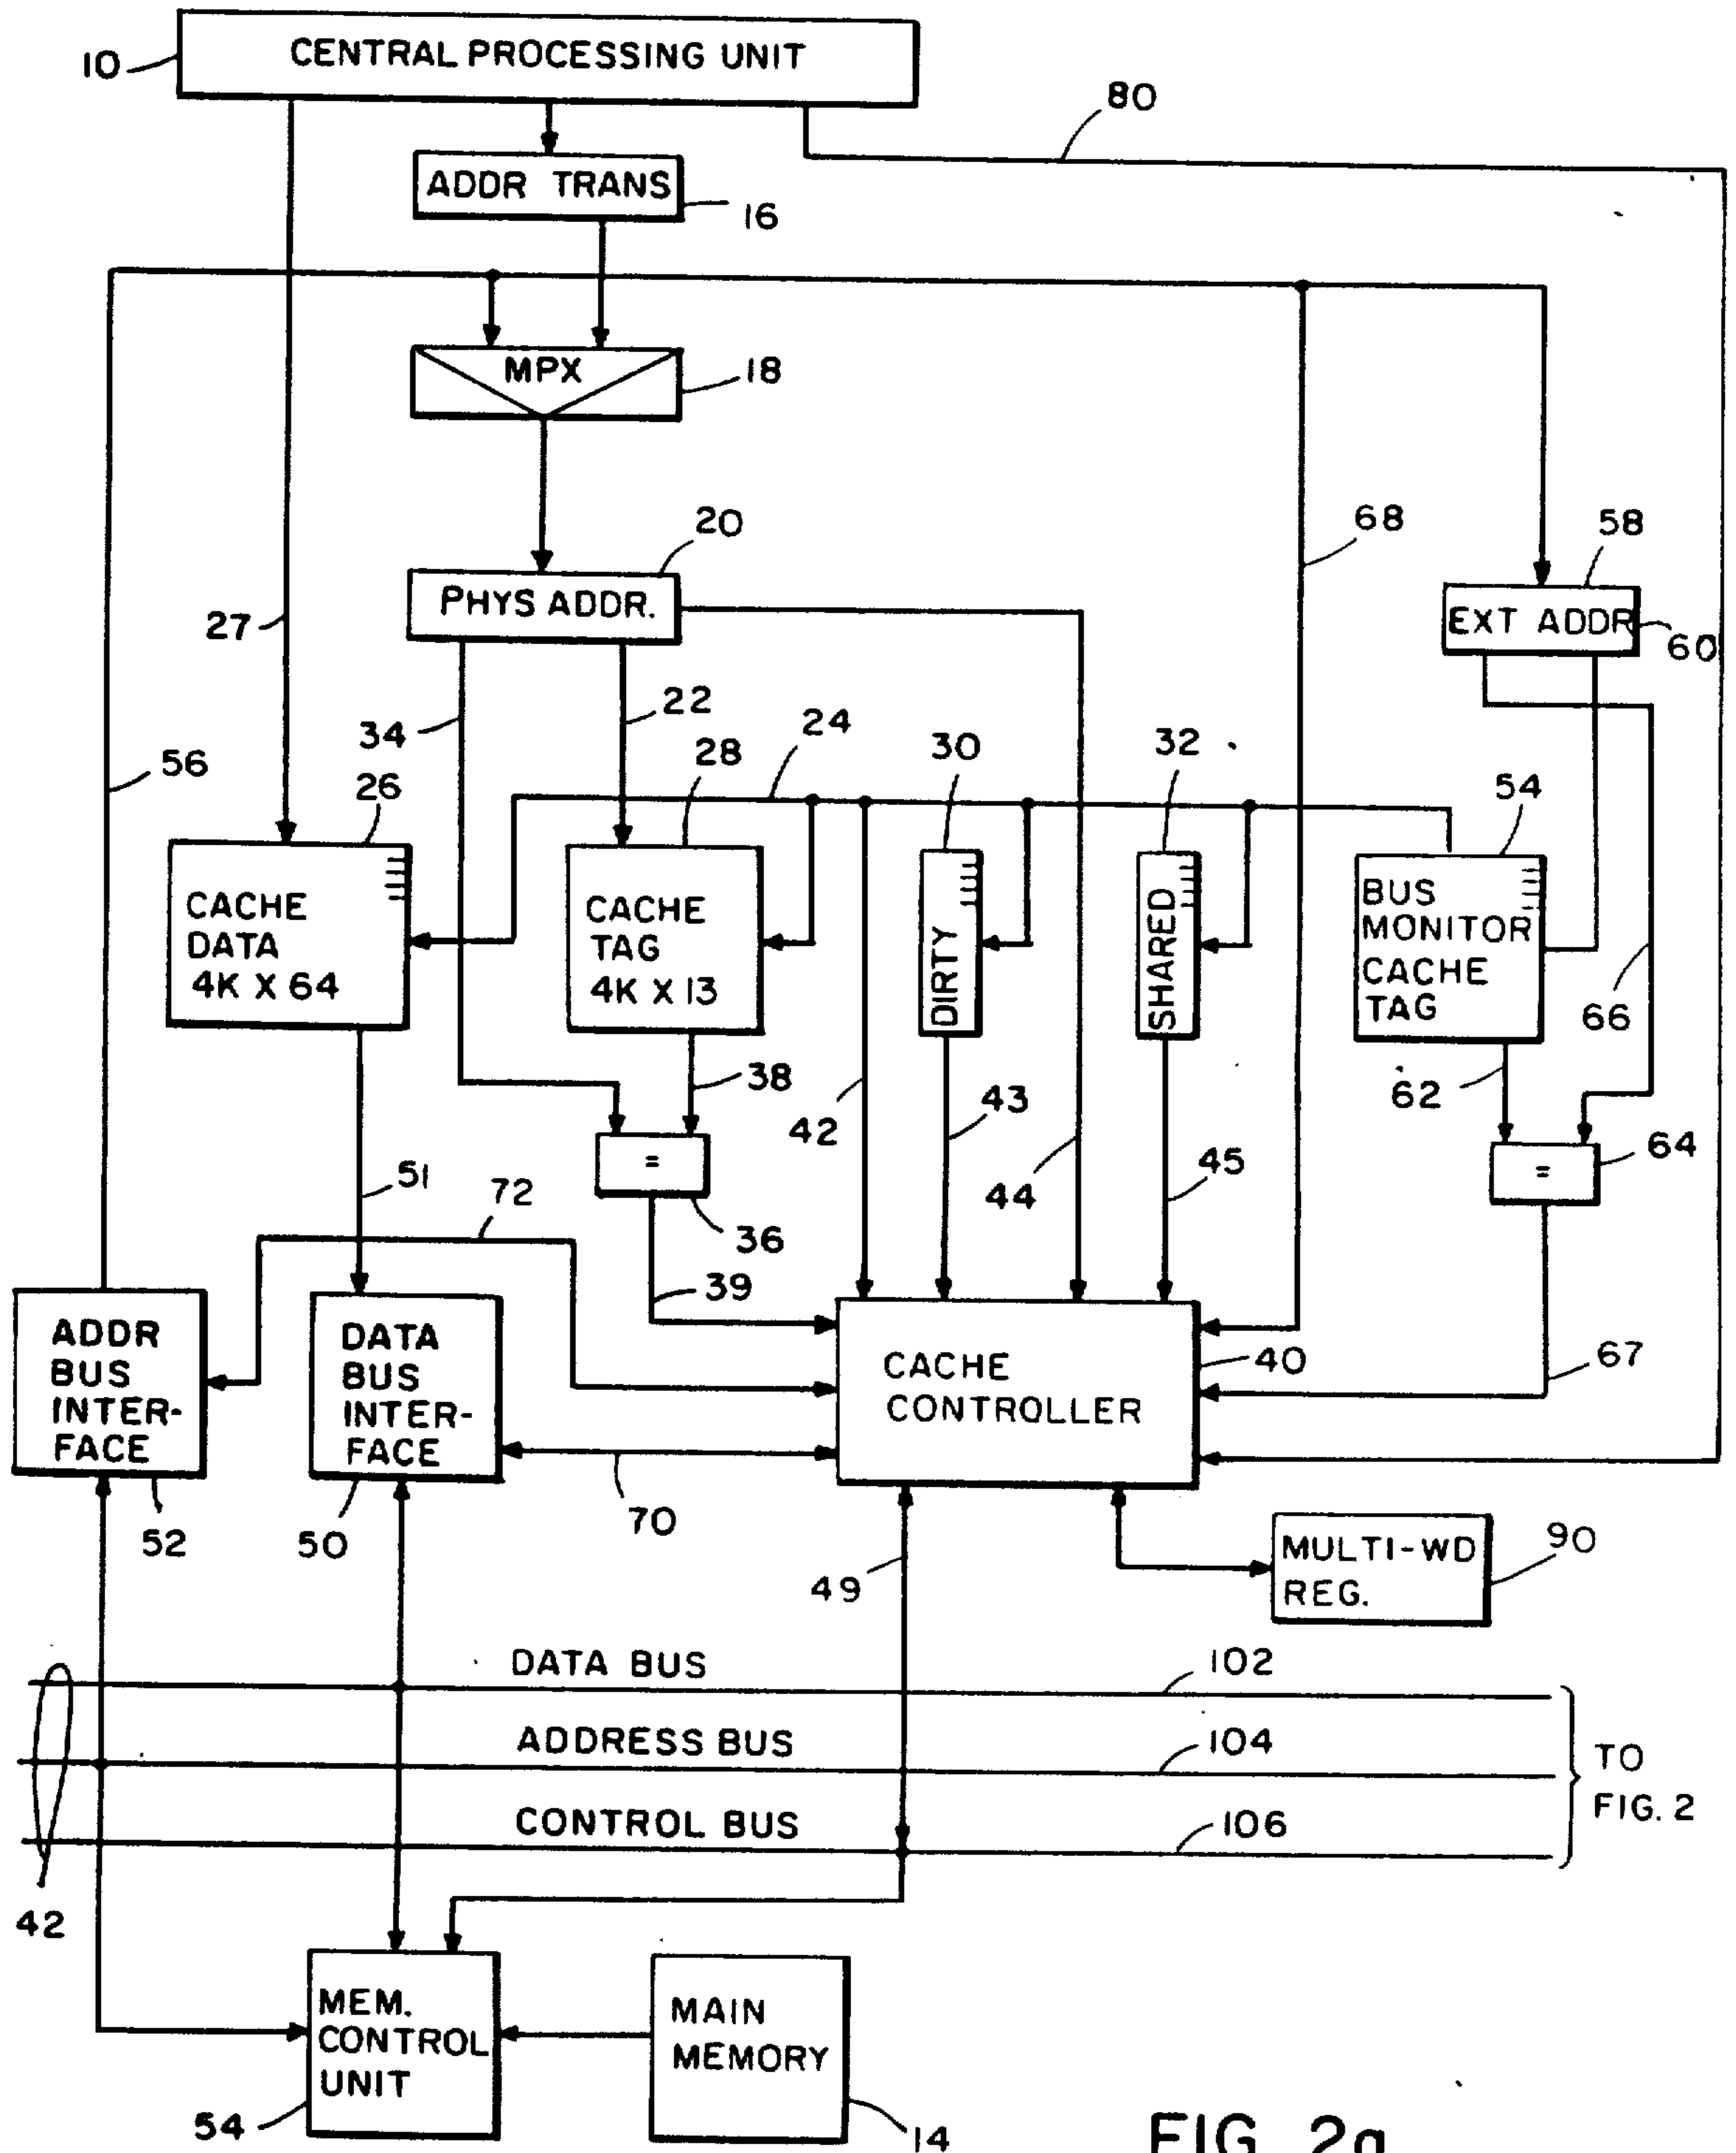 CENTRAL PROCESSING UNIT
10
80
ADDR TRANS
16
MPX
18
20
68
58
PHYS ADDR.
EXT ADDR
60
27
34
22
24
56
26
28
30
32
54
CACHE
DATA
4K X 64
CACHE
TAG
4K X 13
DIRTY
SHARED
BUS
MONITOR
CACHE
TAG
66
38
42
43
62
=
=
64
51
72
44
45
36
39
ADDR
BUS
INTER-
FACE
DATA
BUS
INTER-
FACE
CACHE
CONTROLLER
40
67
52
50
70
49
MULTI-WD
REG.
90
DATA BUS
102
ADDRESS BUS
104
TO
FIG. 2
CONTROL BUS
106
42
MEM.
CONTROL
UNIT
MAIN
MEMORY
54
14
FIG. 2a